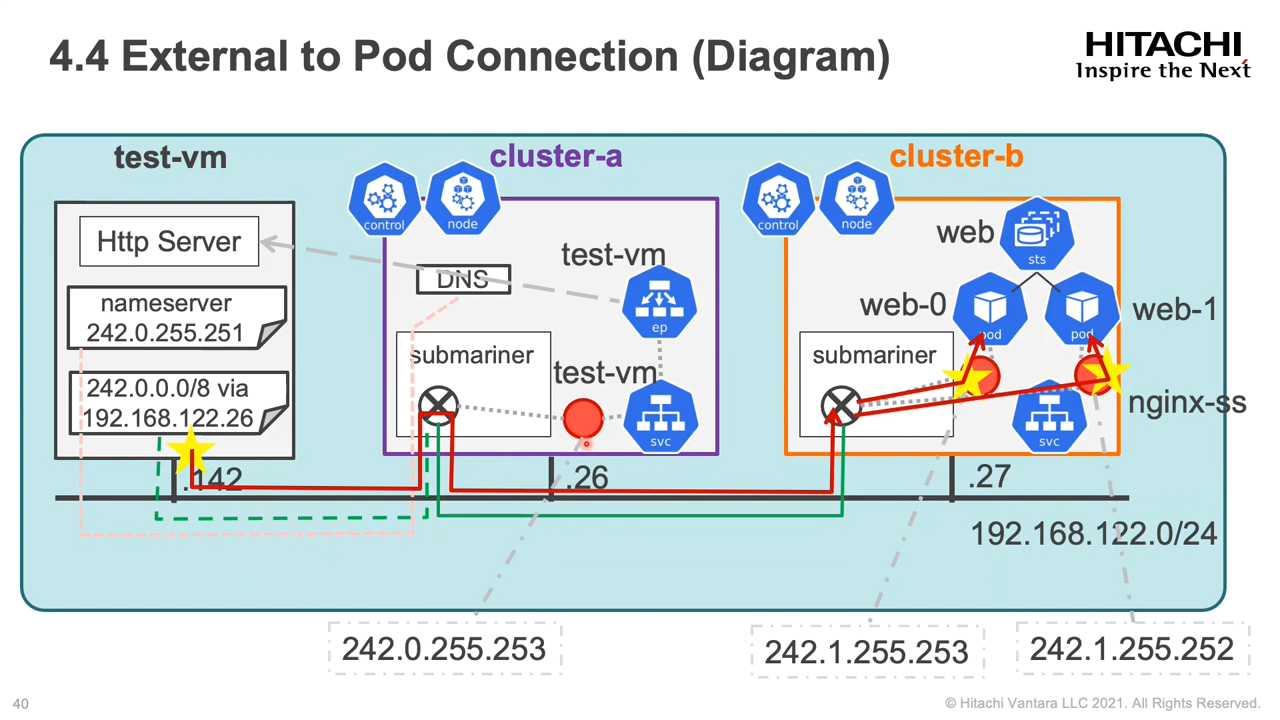 4.4 External to Pod Connection (Diagram)
HITACHI
Inspire the Next
test-vm
cluster-a
cluster-b
control
node
control
node
Http Server
nameserver
242.0.255.251
242.0.0.0/8 via
192.168.122.26
DNS
test-vm
ep
submariner
test-vm
svc
web
sts
web-0
pod
pod
web-1
submariner
svc
nginx-ss
.142
.26
.27
192.168.122.0/24
242.0.255.253
242.1.255.253
242.1.255.252
40
© Hitachi Vantara LLC 2021. All Rights Reserved.